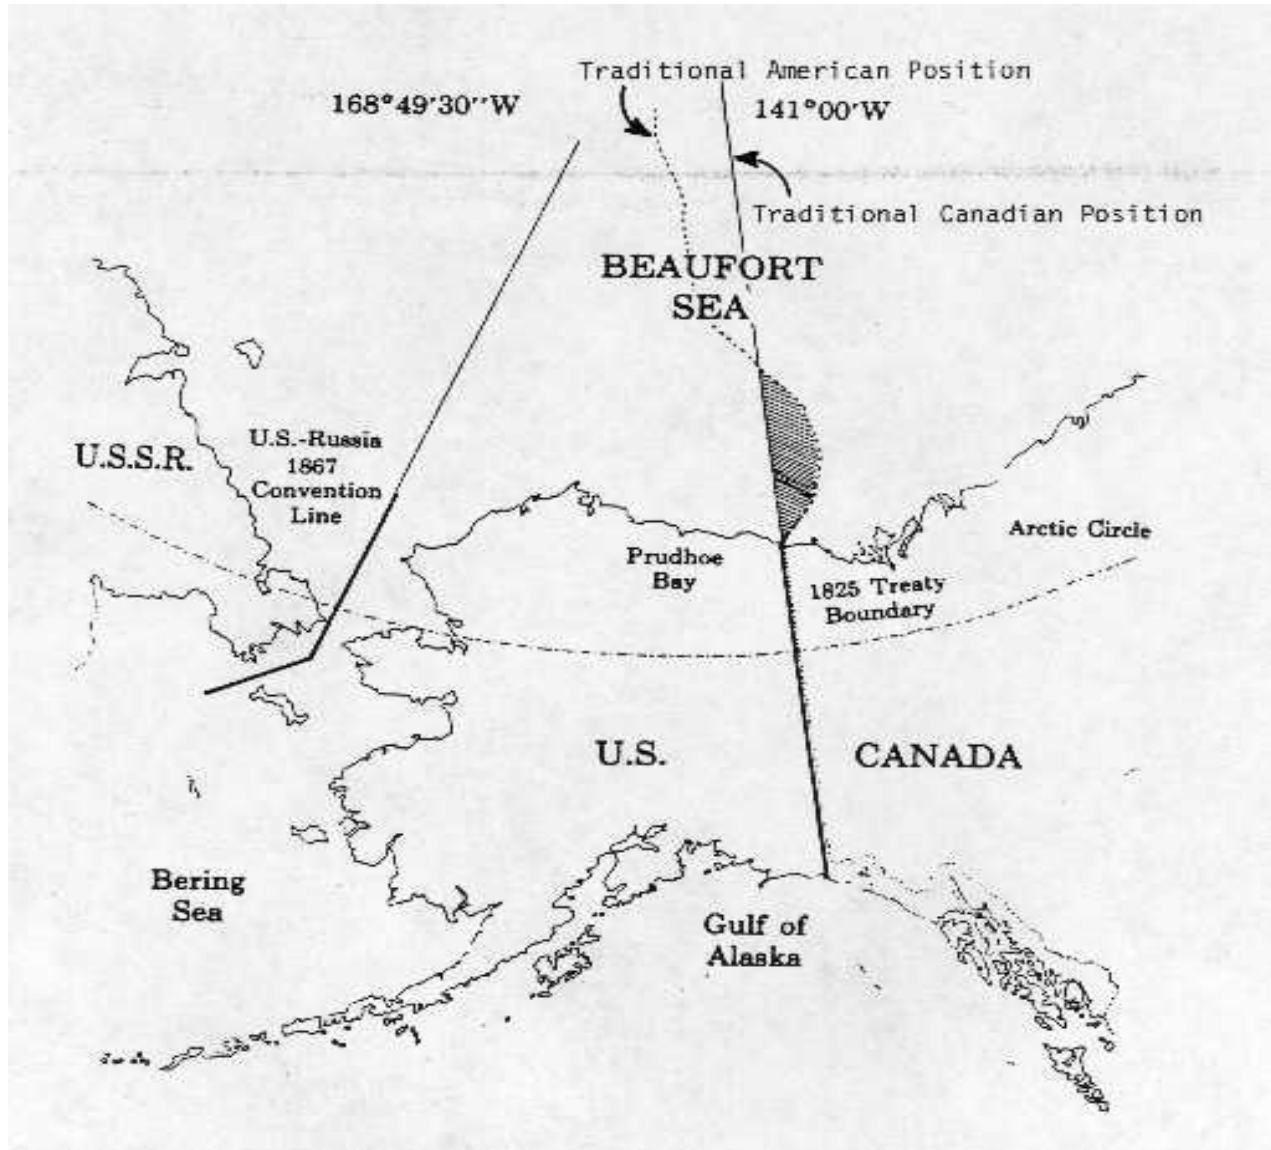 Traditional American Position
168°49'30''W
141°00'W
Traditional Canadian Position
BEAUFORT
SEA
U.S.S.R.
U.S.-Russia
1867
Convention
Line
Prudhoe
Bay
1825 Treaty
Boundary
Arctic Circle
U.S.
CANADA
Bering
Sea
Gulf of
Alaska